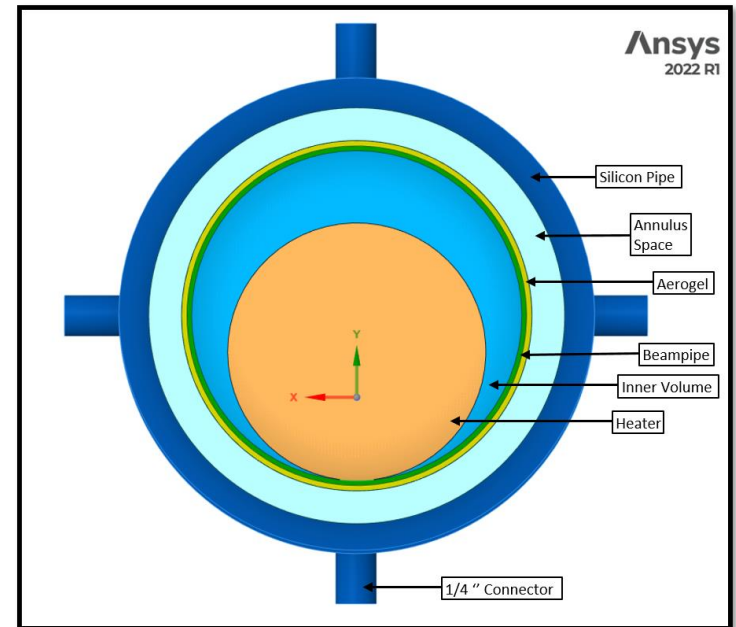 Ansys
2022 R1
Silicon Pipe
Annulus
Space
Aerogel
Beampipe
Inner Volume
Y
X
Heater
1/4 ‘’ Connector